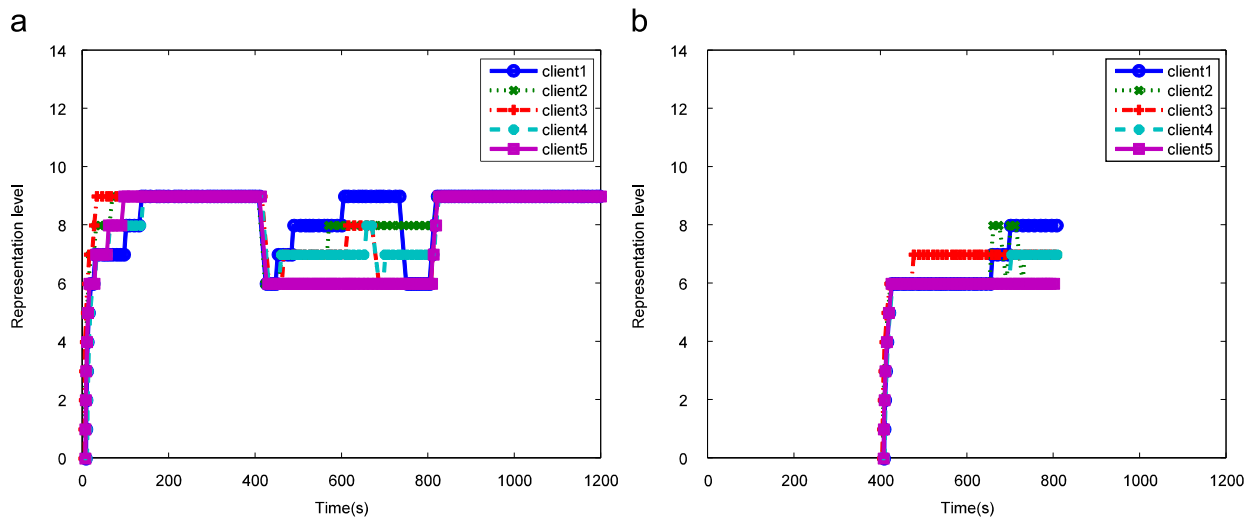 a
14
12
10
8
6
4
2
0
Representation level
0 200 400 600 800 1000 1200
Time(s)
client1
client2
client3
client4
client5
b
14
12
10
8
6
4
2
0
Representation level
0 200 400 600 800 1000 1200
Time(s)
client1
client2
client3
client4
client5